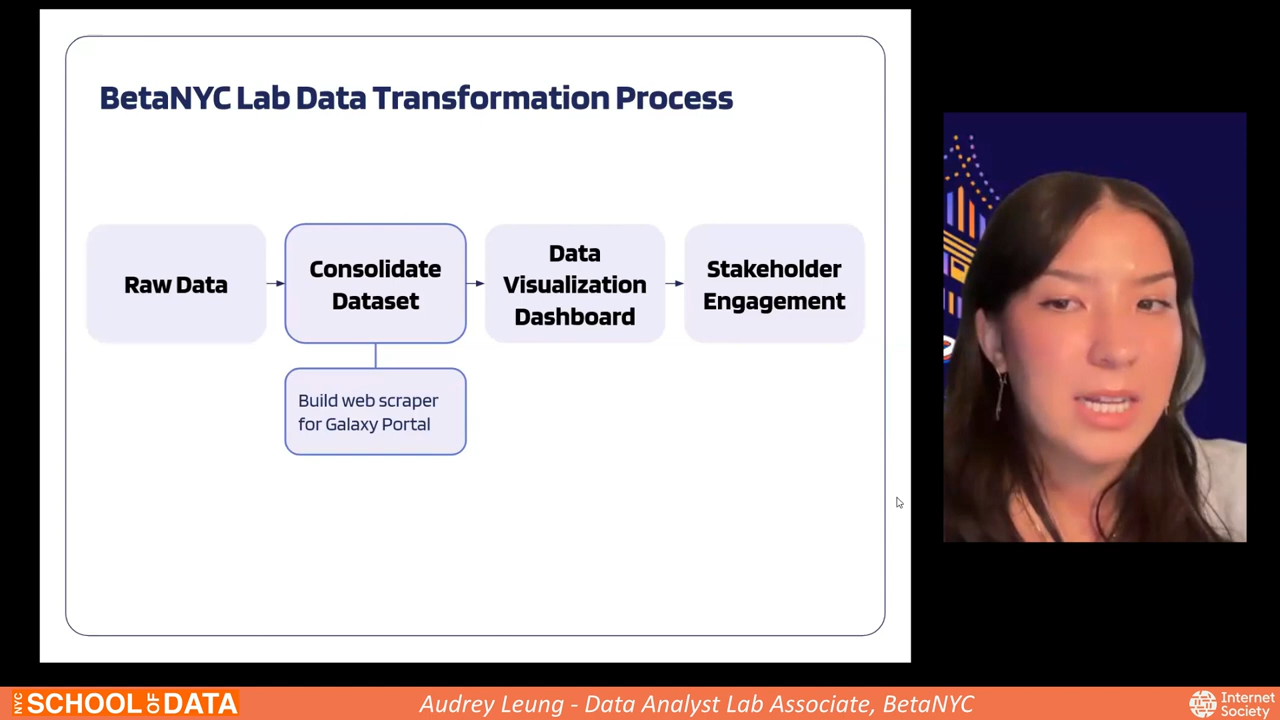 BetaNYC Lab Data Transformation Process
Raw Data
Consolidate
Dataset
Data
Visualization
Dashboard
Stakeholder
Engagement
Build web scraper
for Galaxy Portal
NYC SCHOOL OF DATA
Audrey Leung - Data Analyst Lab Associate, BetaNYC
Internet
Society